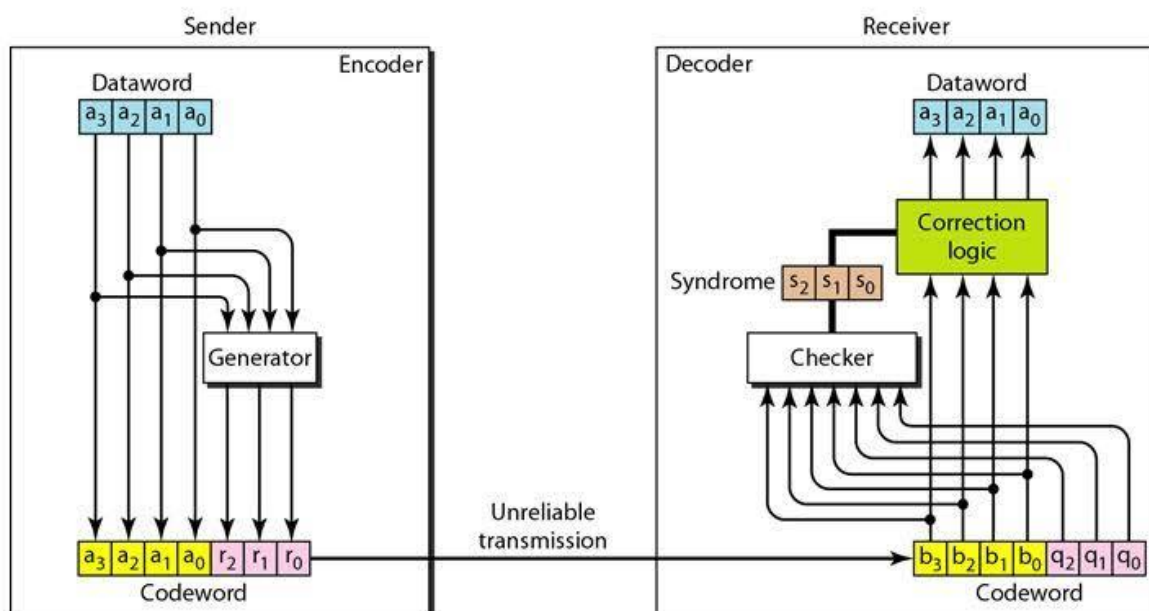 Sender
Encoder
Dataword
a3 a2 a1 a0
Generator
a3 a2 a1 a0 r2 r1 r0
Codeword
Unreliable
transmission
Receiver
Decoder
Dataword
a3 a2 a1 a0
Correction
logic
Syndrome s2 s1 s0
Checker
b3 b2 b1 b0 q2 q1 q0
Codeword